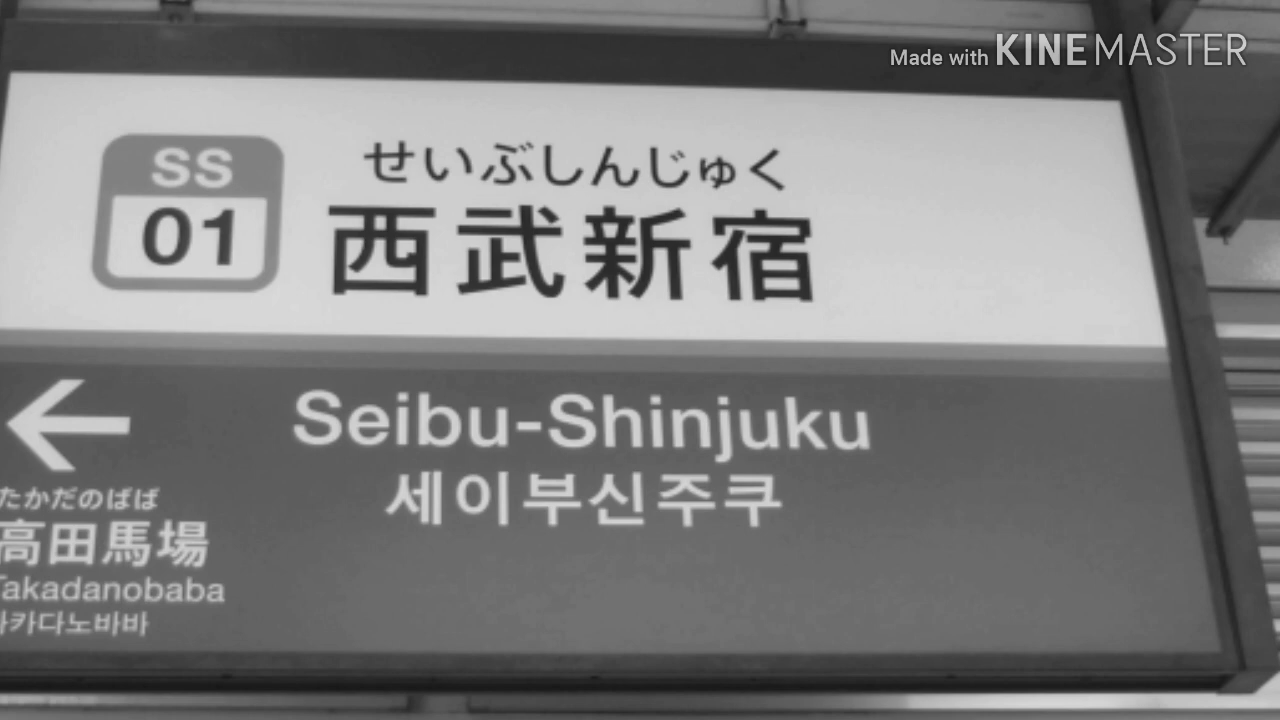 Made with KINEMASTER
SS
01
せいぶしんじゅく
西武新宿
Seibu-Shinjuku
세이부신주쿠
たかだのばば
高田馬場
Takadanobaba
카다노바바